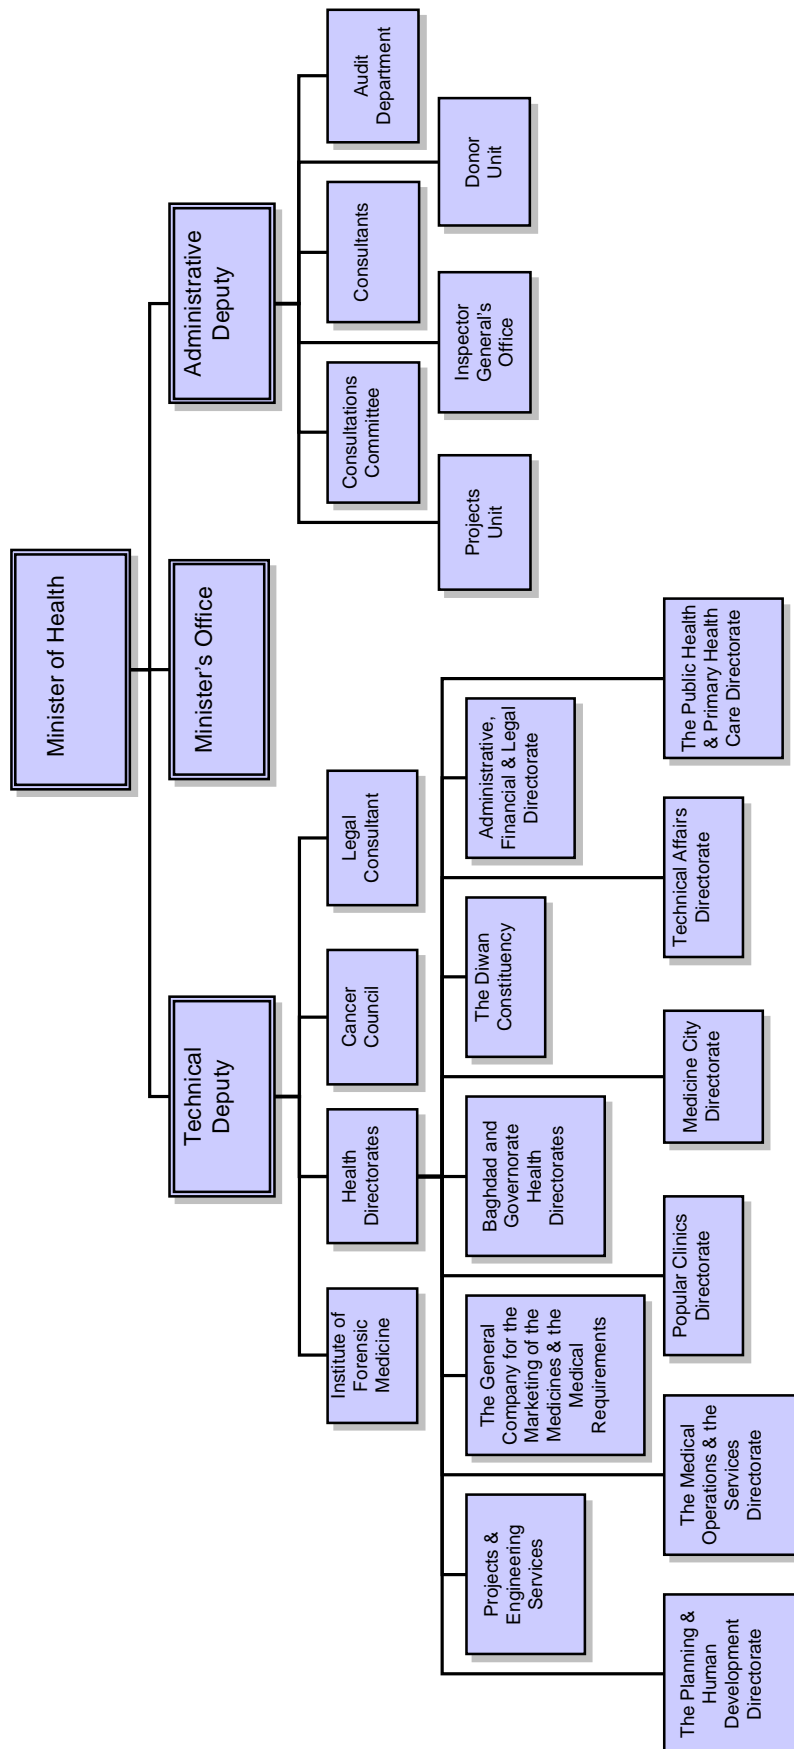 Minister of Health
Technical
Deputy
Minister's Office
Administrative
Deputy
Institute of
Forensic
Medicine
Health
Directorates
Cancer
Council
Legal
Consultant
Consultations
Committee
Consultants
Audit
Department
Projects
Unit
Inspector
General's
Office
Donor
Unit
Projects &
Engineering
Services
The General
Company for the
Marketing of the
Medicines & the
Medical
Requirements
Baghdad and
Governorate
Health
Directorates
The Diwan
Constituency
Administrative,
Financial & Legal
Directorate
The Planning &
Human
Development
Directorate
The Medical
Operations & the
Services
Directorate
Popular Clinics
Directorate
Medicine City
Directorate
Technical Affairs
Directorate
The Public Health
& Primary Health
Care Directorate